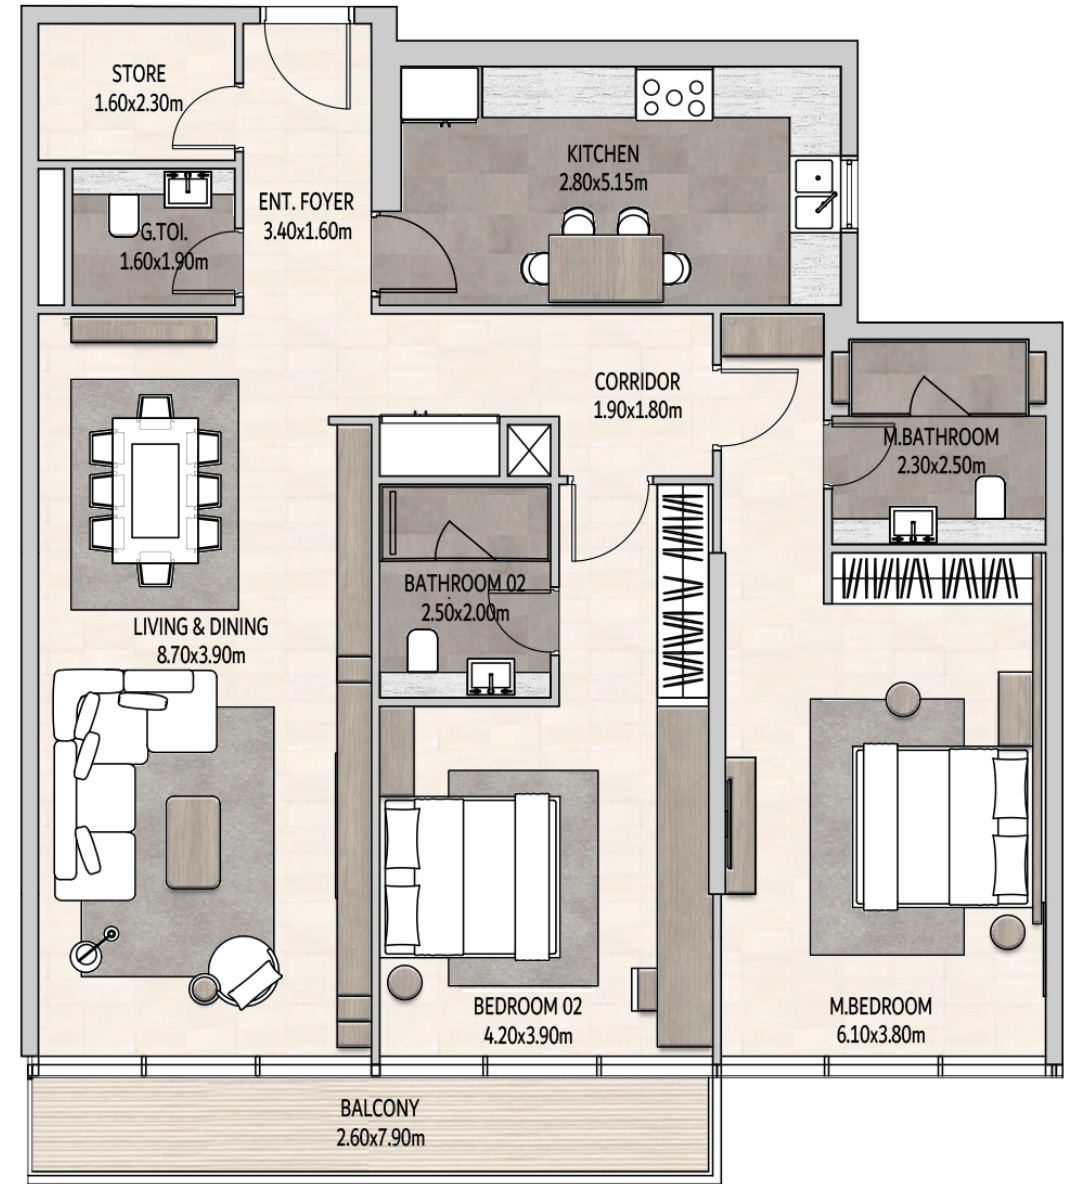 STORE
1.60x2.30m
KITCHEN
2.80x5.15m
ENT. FOYER
3.40x1.60m
G.TOI.
1.60x1.90m
CORRIDOR
1.90x1.80m
M.BATHROOM
2.30x2.50m
BATHROOM 02
2.50x2.00m
LIVING & DINING
8.70x3.90m
BEDROOM 02
4.20x3.90m
M.BEDROOM
6.10x3.80m
BALCONY
2.60x7.90m